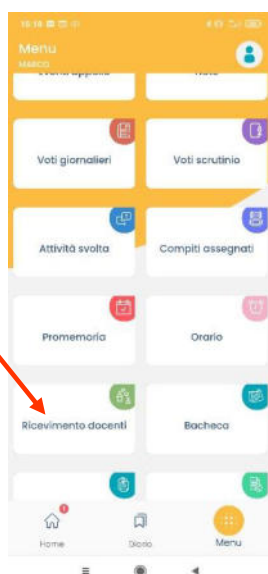 Menu
MARCO
Voti giornalieri
Voti scrutinio
Attività svolta
Compiti assegnati
Promemoria
Orario
Ricevimento docenti
Bacheca
Home
Diario
Menu